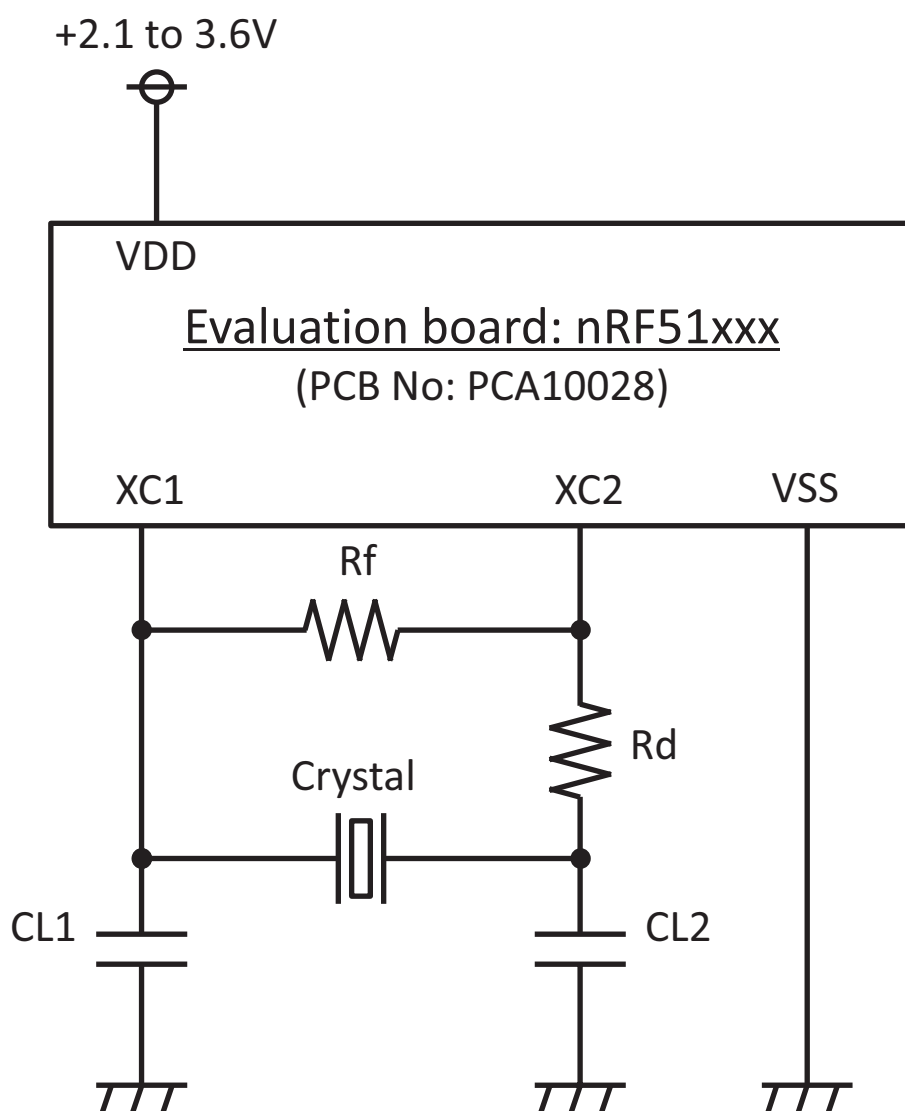 +2.1 to 3.6V
VDD
Evaluation board: nRF51xxx
(PCB No: PCA10028)
XC1 XC2 VSS
Rf
Rd
Crystal
CL1 CL2